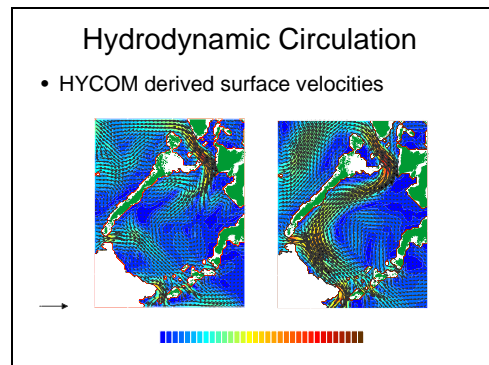 Hydrodynamic Circulation
• HYCOM derived surface velocities